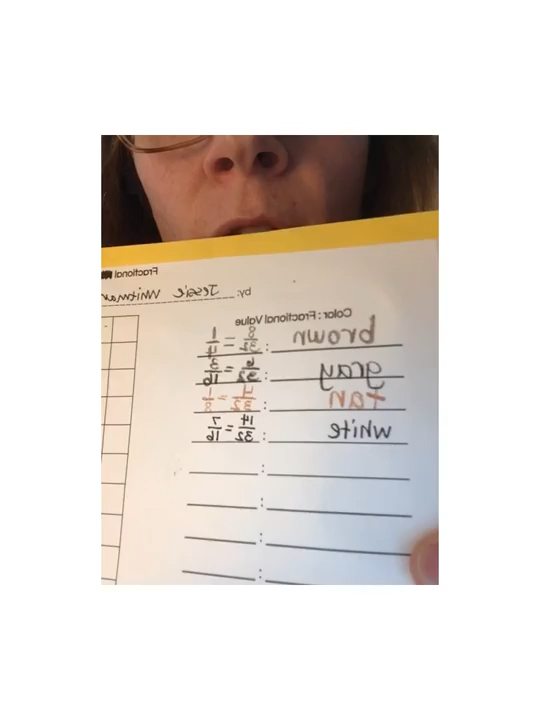 Fractional
by: Jessie Whitman
Color : Fractional Value
brown : 8/32 = 1/4
gray : 6/32 = 3/16
tan : 4/32 = 1/8
white : 14/32 = 7/16